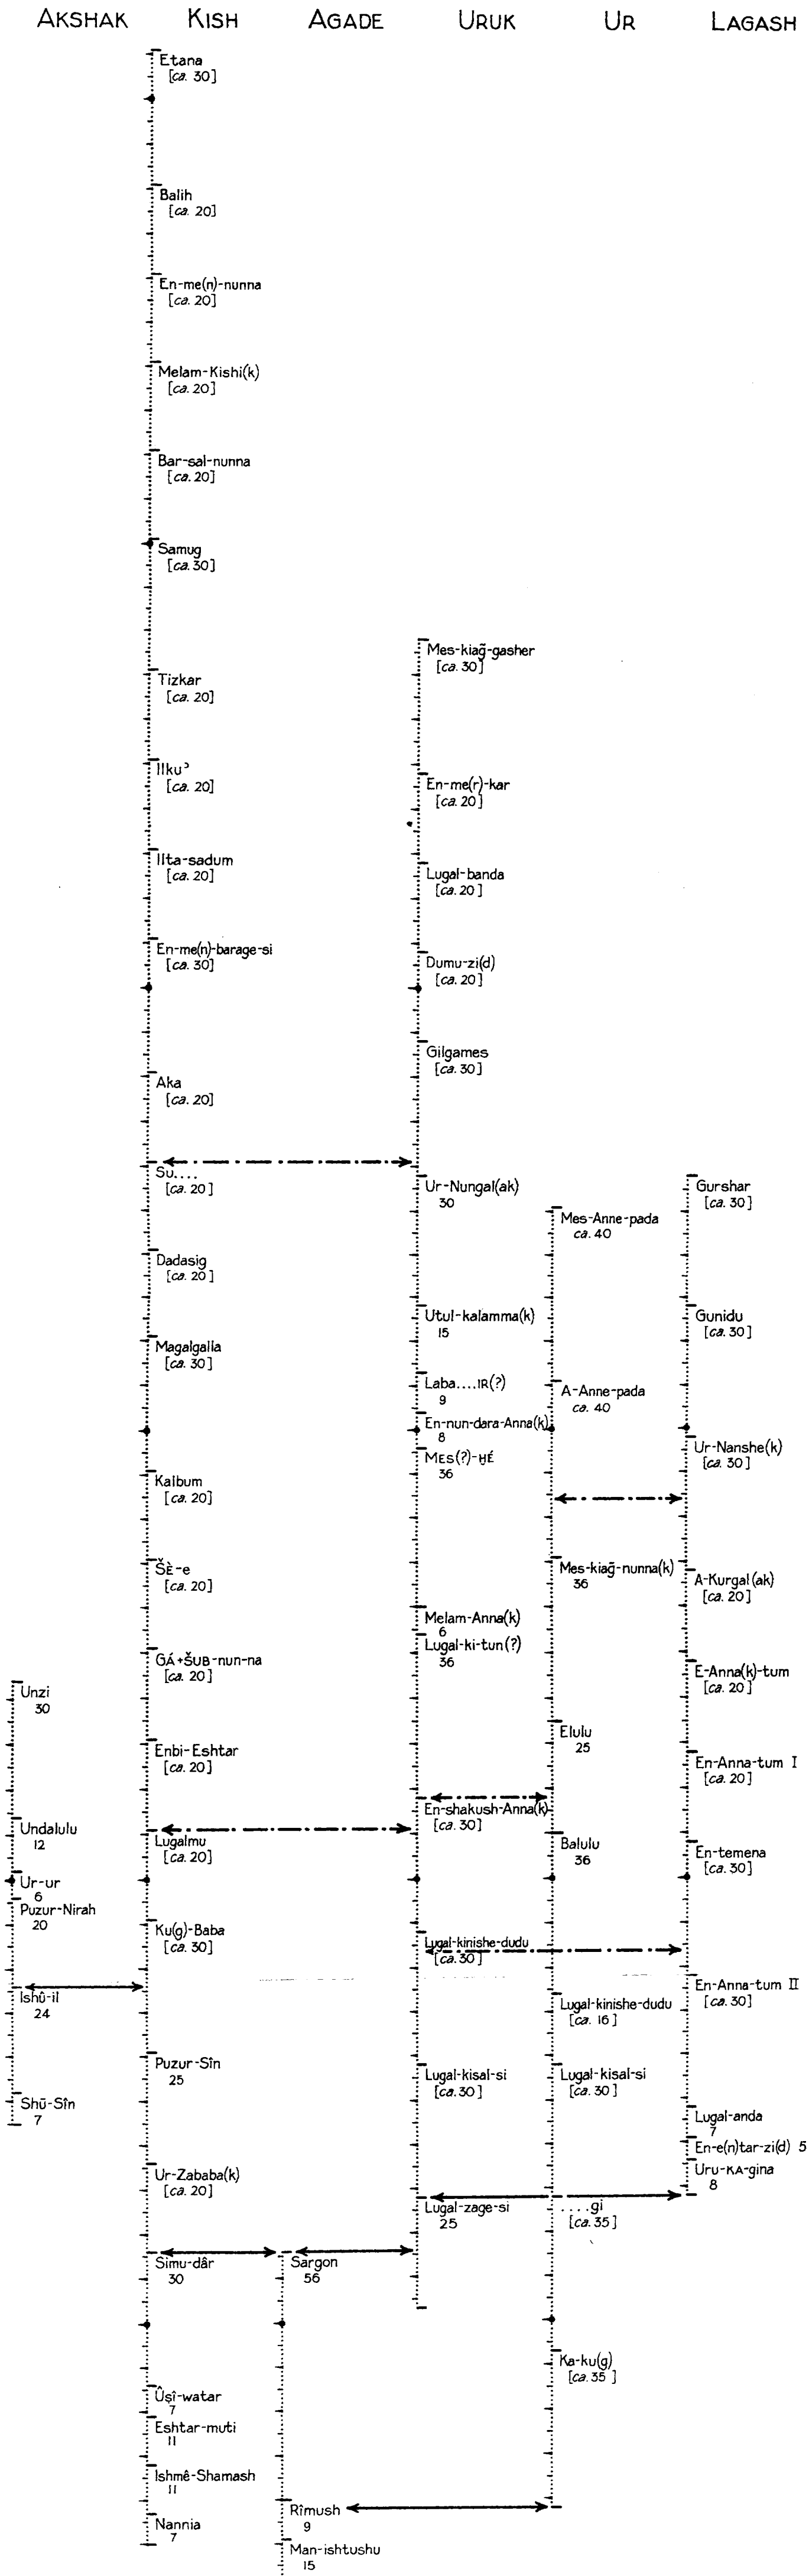 AKSHAK KISH AGADE URUK UR LAGASH
Etana
[ca. 30]
Balih
[ca. 20]
En-me(n)-nunna
[ca. 20]
Melam-Kishi(k)
[ca. 20]
Bar-sal-nunna
[ca. 20]
Samug
[ca. 30]
Tizkar
[ca. 20]
Ilkuʾ
[ca. 20]
Ilta-sadum
[ca. 20]
En-me(n)-barage-si
[ca. 30]
Aka
[ca. 20]
Su....
[ca. 20]
Dadasig
[ca. 20]
Magalgalla
[ca. 30]
Kalbum
[ca. 20]
ŠÈ-e
[ca. 20]
GÁ+ŠUB-nun-na
[ca. 20]
Enbi-Eshtar
[ca. 20]
Lugalmu
[ca. 20]
Ku(g)-Baba
[ca. 30]
Puzur-Sîn
25
Ur-Zababa(k)
[ca. 20]
Simu-dâr
30
Ûṣî-watar
7
Eshtar-muti
11
Ishmê-Shamash
11
Nannia
7
Unzi
30
Undalulu
12
Ur-ur
6
Puzur-Nirah
20
Ishû-il
24
Shū-Sîn
7
Sargon
56
Rîmush
9
Man-ishtushu
15
Mes-kiag̃-gasher
[ca. 30]
En-me(r)-kar
[ca. 20]
Lugal-banda
[ca. 20]
Dumu-zi(d)
[ca. 20]
Gilgames
[ca. 30]
Ur-Nungal(ak)
30
Utul-kalamma(k)
15
Laba....IR(?)
9
En-nun-dara-Anna(k)
8
MES(?)-ḪÉ
36
Melam-Anna(k)
6
Lugal-ki-tun(?)
36
En-shakush-Anna(k)
[ca. 30]
Lugal-kinishe-dudu
[ca. 30]
Lugal-kisal-si
[ca. 30]
Lugal-zage-si
25
Mes-Anne-pada
ca. 40
A-Anne-pada
ca. 40
Mes-kiag̃-nunna(k)
36
Elulu
25
Balulu
36
Lugal-kinishe-dudu
[ca. 16]
Lugal-kisal-si
[ca. 30]
....gi
[ca. 35]
Ka-ku(g)
[ca. 35]
Gurshar
[ca. 30]
Gunidu
[ca. 30]
Ur-Nanshe(k)
[ca. 30]
A-Kurgal(ak)
[ca. 20]
E-Anna(k)-tum
[ca. 20]
En-Anna-tum I
[ca. 20]
En-temena
[ca. 30]
En-Anna-tum II
[ca. 30]
Lugal-anda
7
En-e(n)tar-zi(d) 5
Uru-KA-gina
8